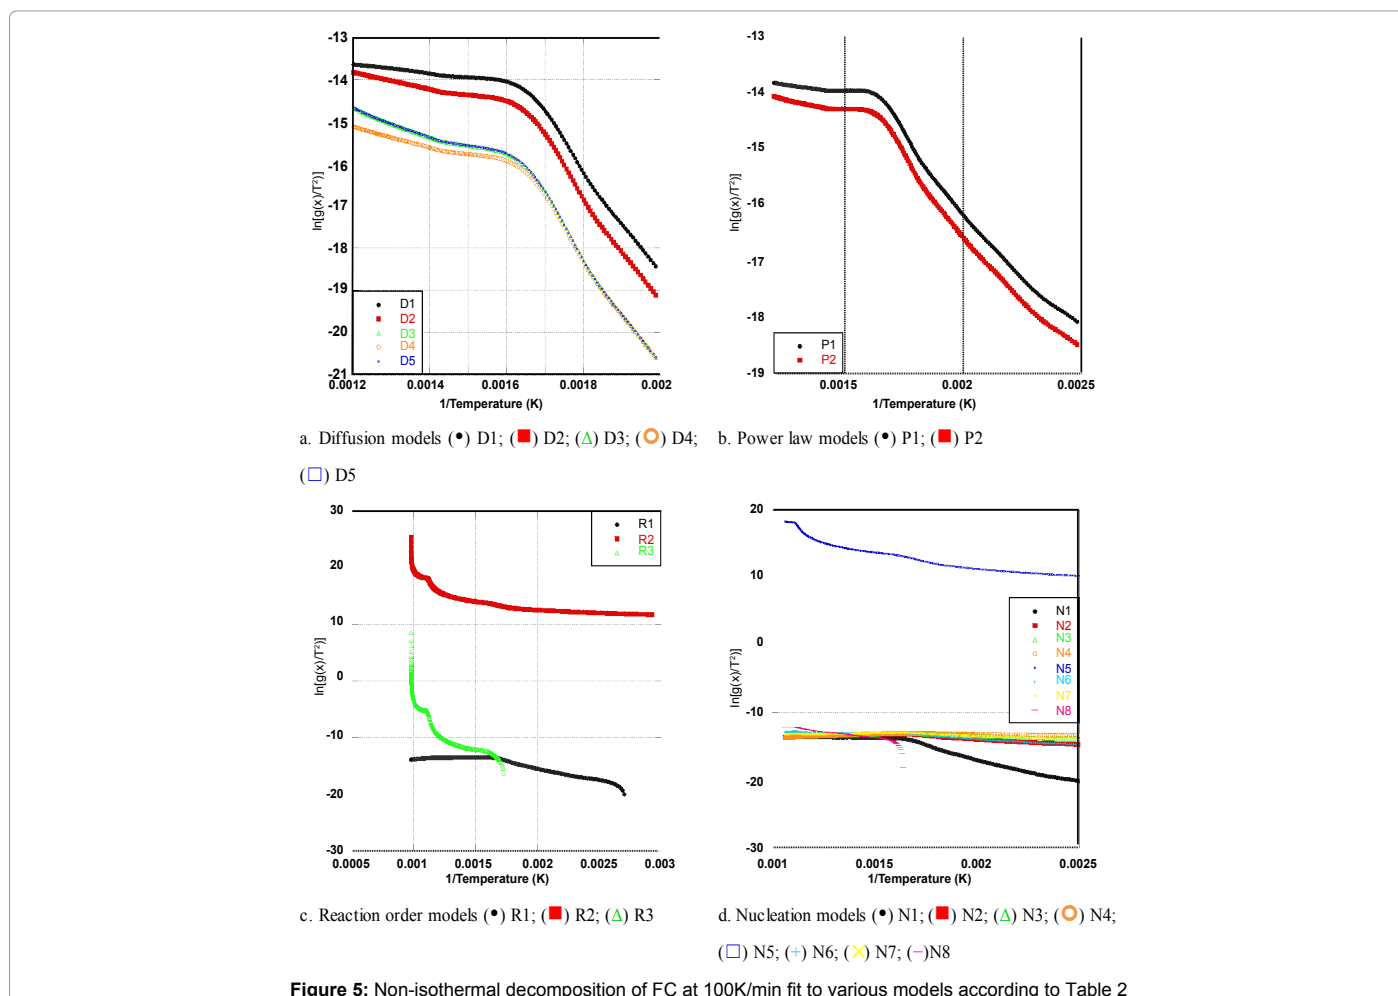 -13
-14
-15
-16
-17
-18
-19
-20
-21
ln[g(x)/T²)]
D1
D2
D3
D4
D5
0.0012 0.0014 0.0016 0.0018 0.002
1/Temperature (K)
-13
-14
-15
-16
-17
-18
-19
ln[g(x)/T²)]
P1
P2
0.0015 0.002 0.0025
1/Temperature (K)
a. Diffusion models (•) D1; (■) D2; (Δ) D3; (○) D4;
(□) D5
b. Power law models (•) P1; (■) P2
30
20
10
0
-10
-20
-30
ln[g(x)/T²)]
R1
R2
R3
0.0005 0.001 0.0015 0.002 0.0025 0.003
1/Temperature (K)
20
10
0
-10
-20
-30
ln[g(x)/T²)]
N1
N2
N3
N4
N5
N6
N7
N8
0.001 0.0015 0.002 0.0025
1/Temperature (K)
c. Reaction order models (•) R1; (■) R2; (Δ) R3
d. Nucleation models (•) N1; (■) N2; (Δ) N3; (○) N4;
(□) N5; (+) N6; (×) N7; (−)N8
Figure 5: Non-isothermal decomposition of FC at 100K/min fit to various models according to Table 2